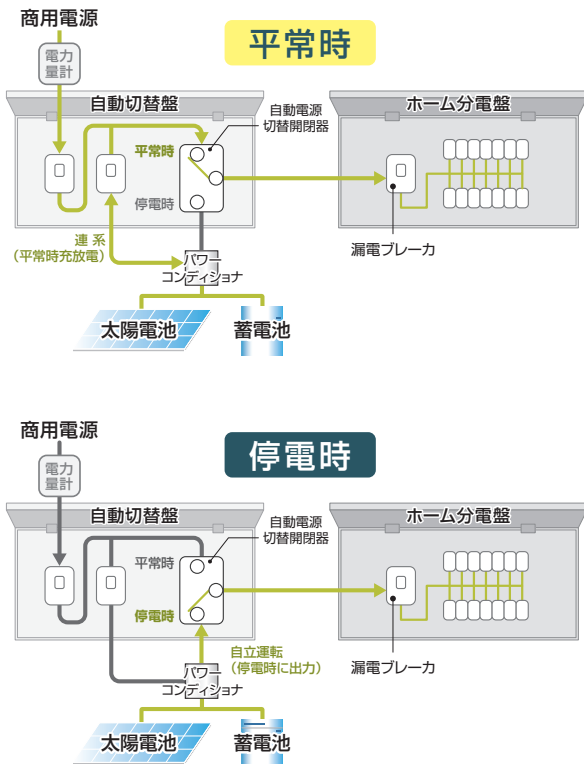 商用電源
平常時
電力
量計
自動切替盤
自動電源
切替開閉器
ホーム分電盤
平常時
停電時
連系
(平常時充放電)
漏電ブレーカ
パワー
コンディショナ
太陽電池
蓄電池
商用電源
停電時
電力
量計
自動切替盤
自動電源
切替開閉器
ホーム分電盤
平常時
停電時
自立運転
(停電時に出力)
漏電ブレーカ
パワー
コンディショナ
太陽電池
蓄電池